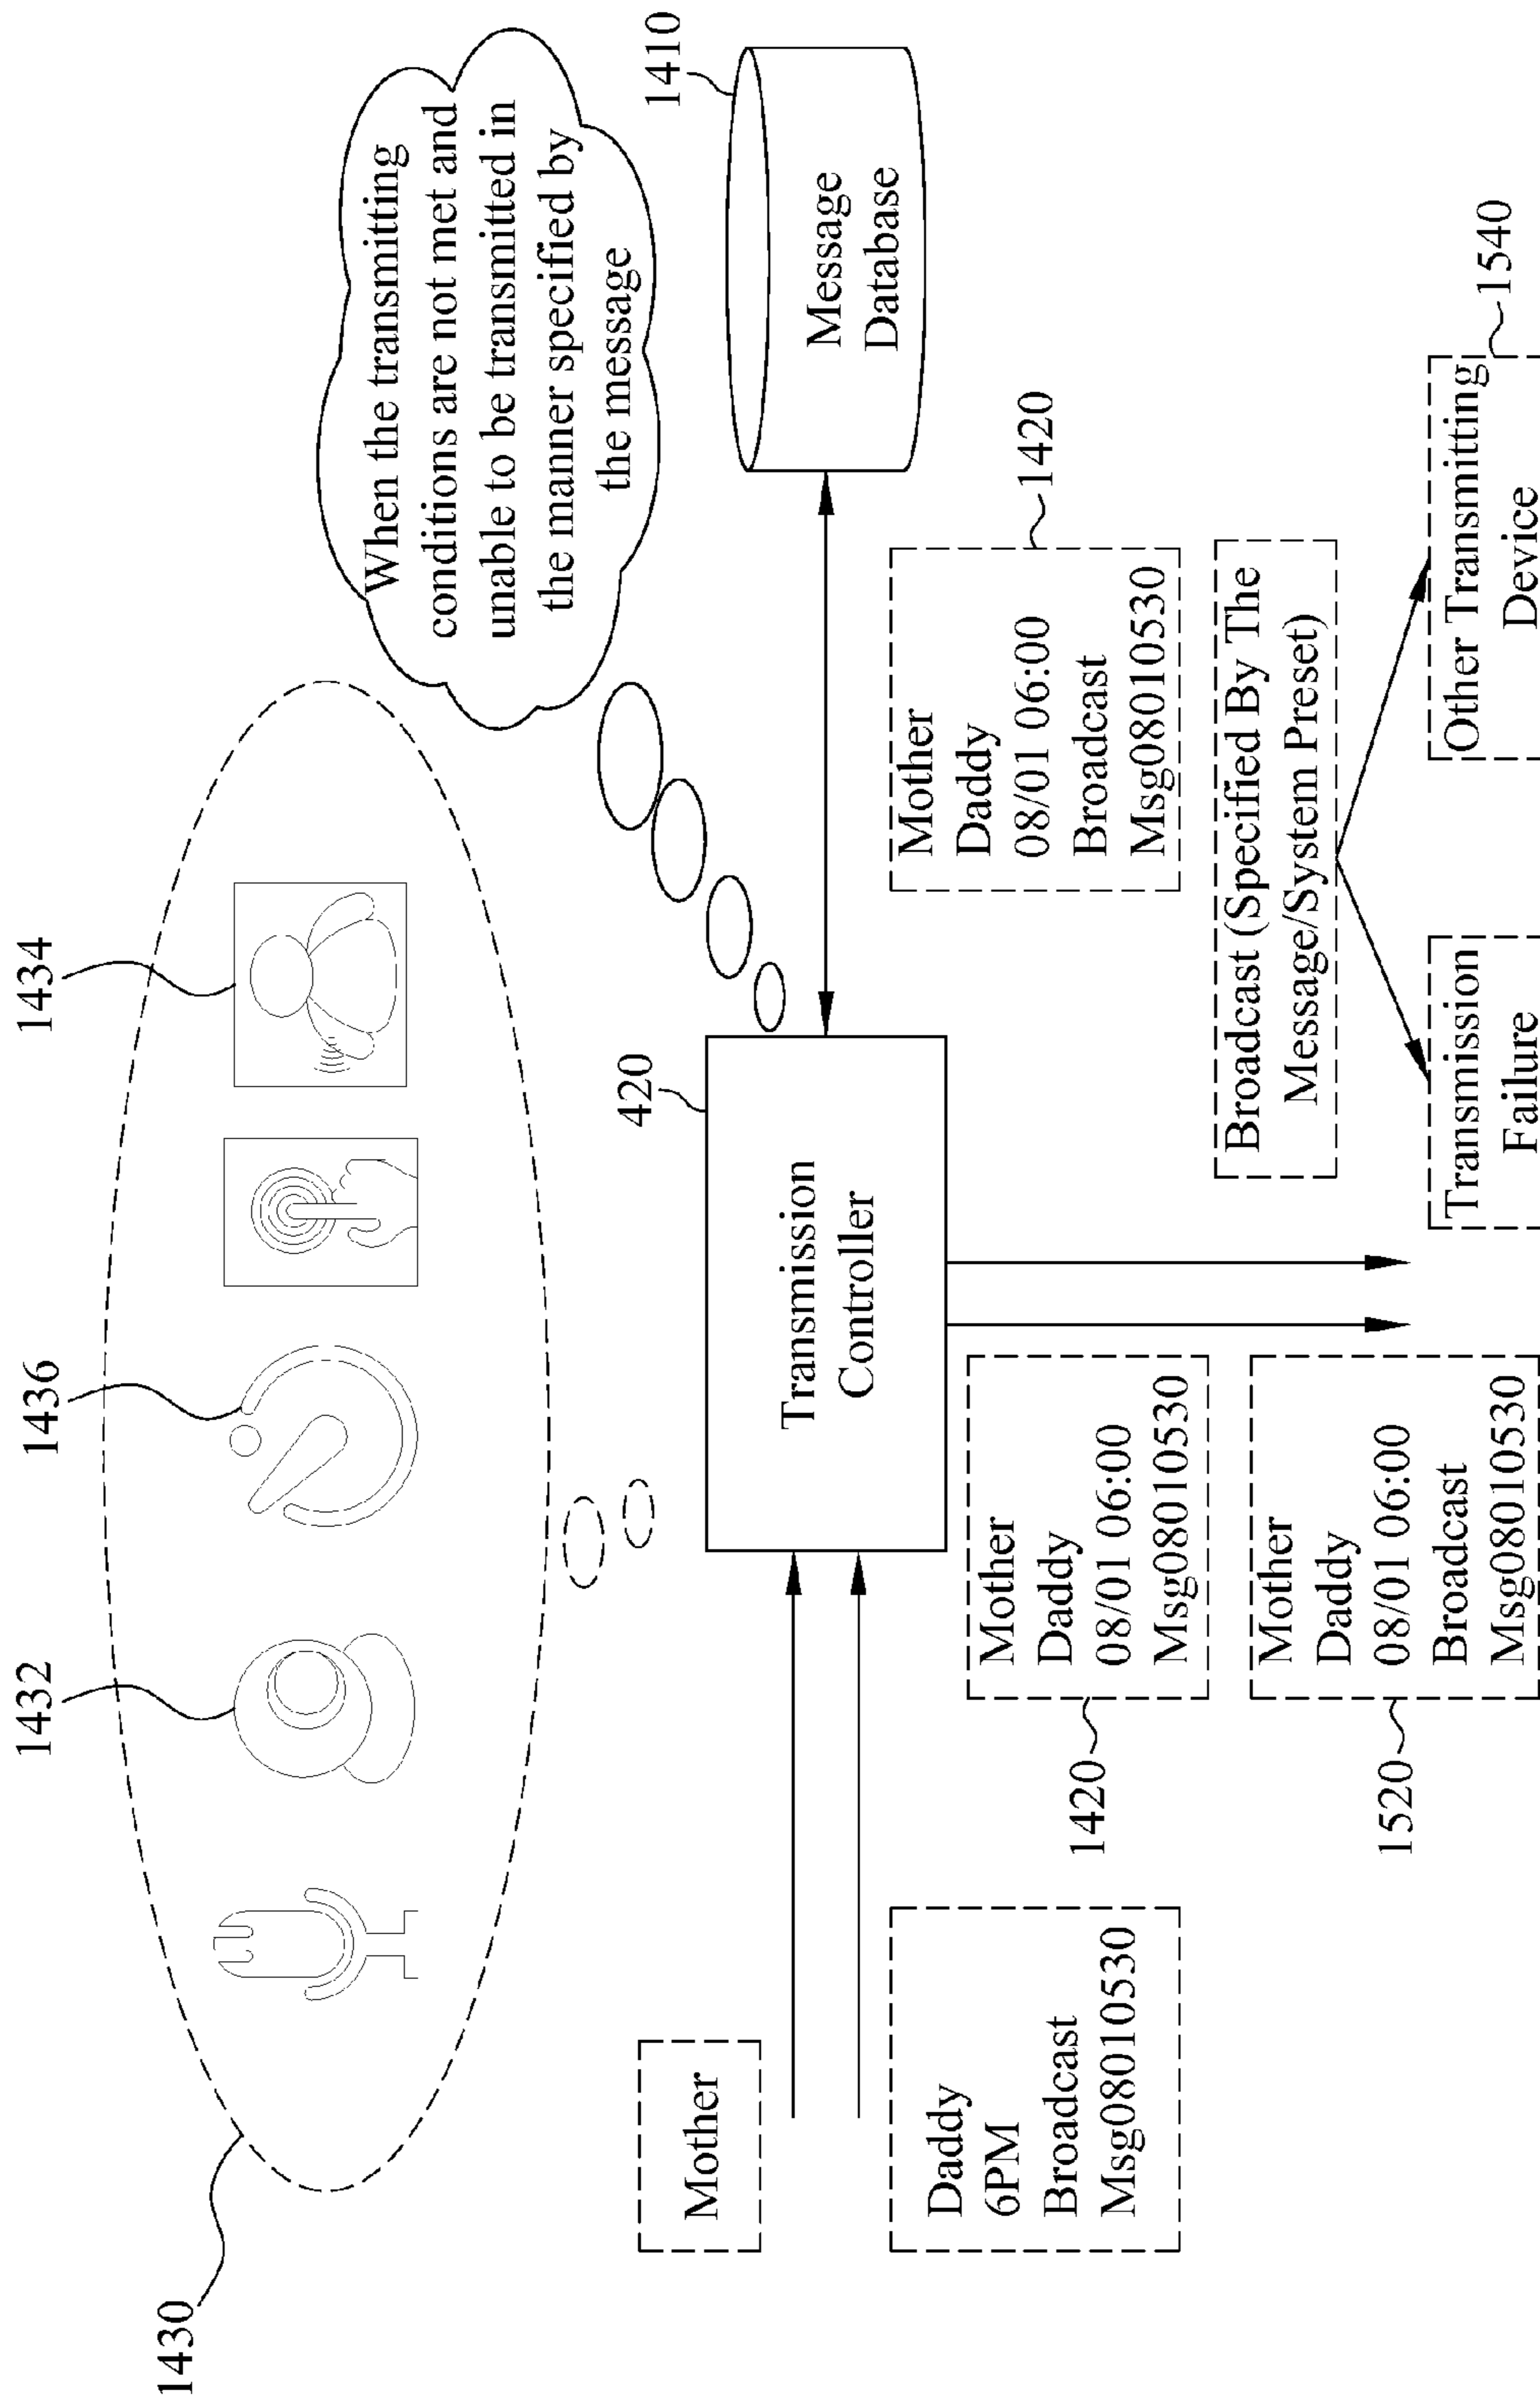 1430
1432
1436
1434
When the transmitting
conditions are not met and
unable to be transmitted in
the manner specified by
the message
Mother
420
Transmission
Controller
1410
Message
Database
Daddy
6PM
Broadcast
Msg08010530
1420
Mother
Daddy
08/01 06:00
Msg08010530
1520
Mother
Daddy
08/01 06:00
Broadcast
Msg08010530
Mother
Daddy
08/01 06:00
Broadcast
Msg08010530
1420
Broadcast (Specified By The
Message/System Preset)
Transmission
Failure
Other Transmitting
Device
1540